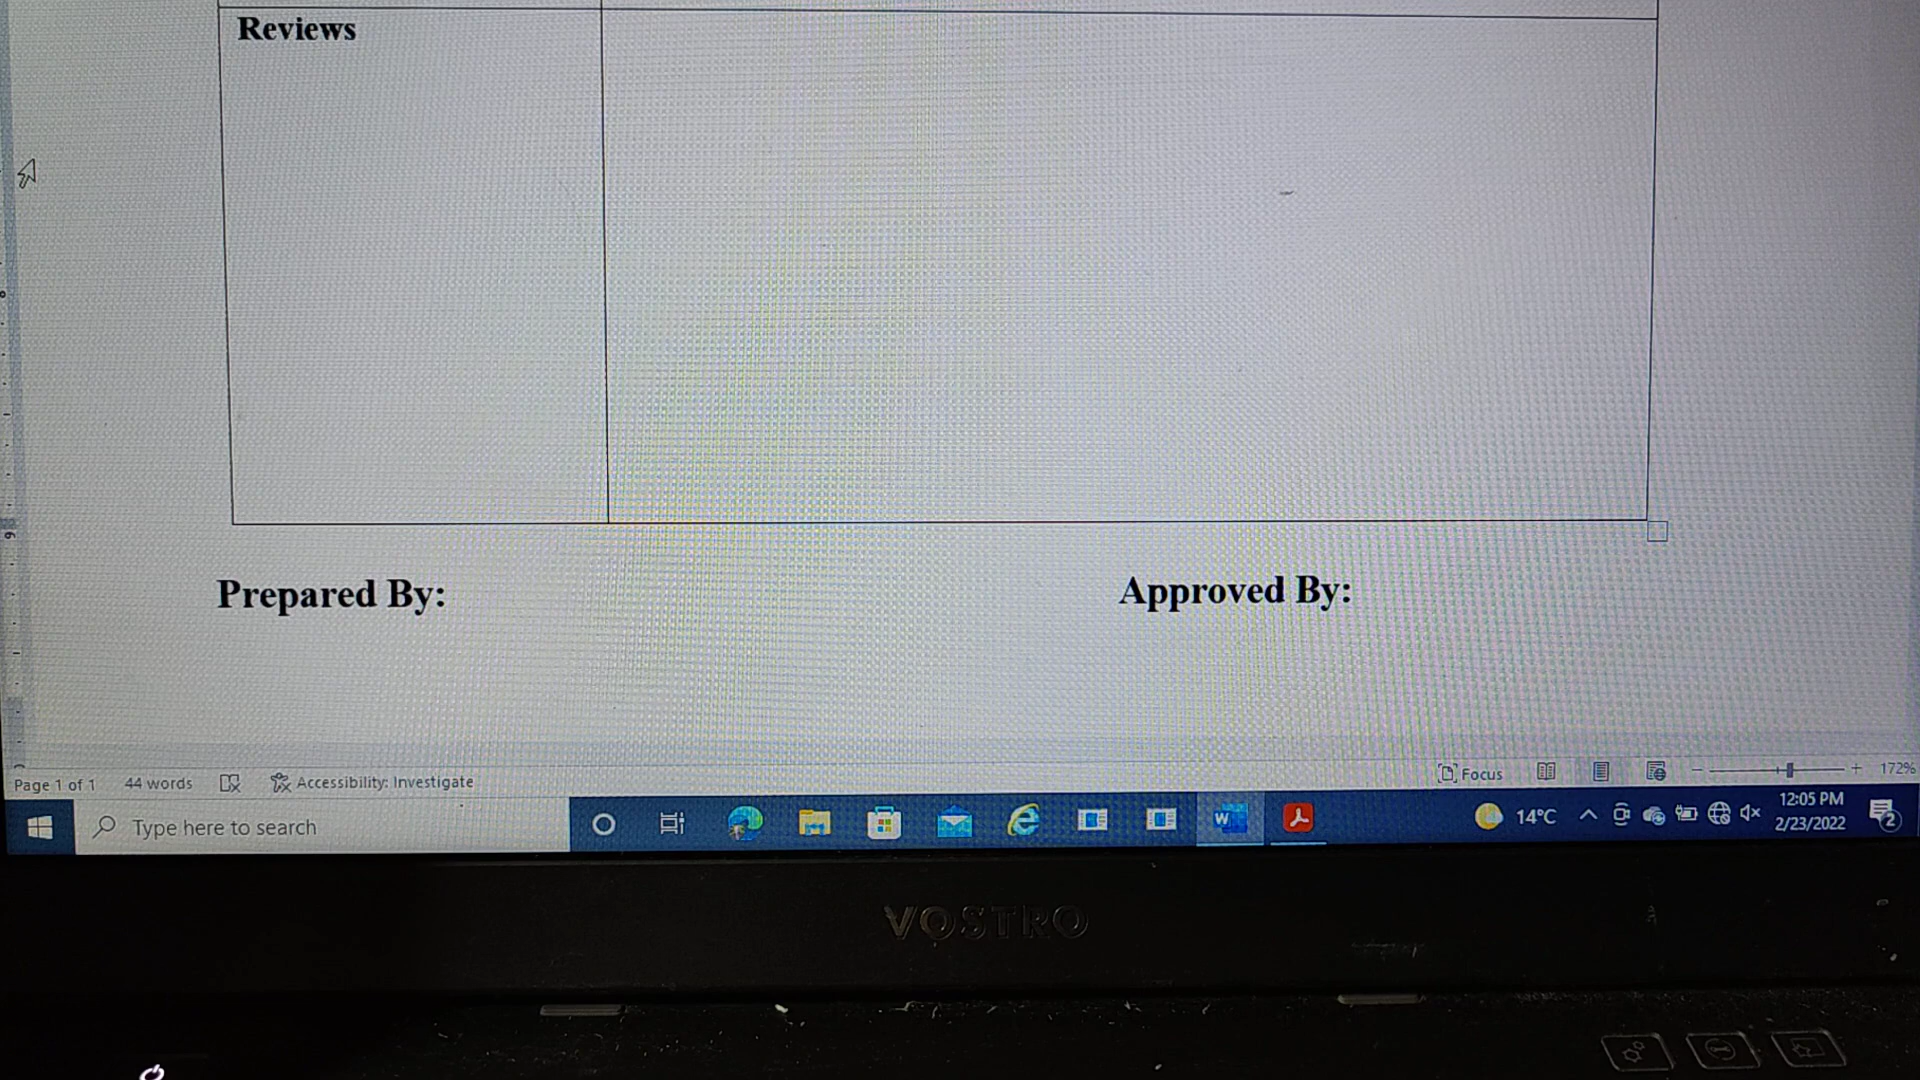 Reviews
Prepared By: Approved By:
Page 1 of 1 44 words Accessibility: Investigate Focus 172%
Type here to search 14°C 12:05 PM
2/23/2022 2
VOSTRO